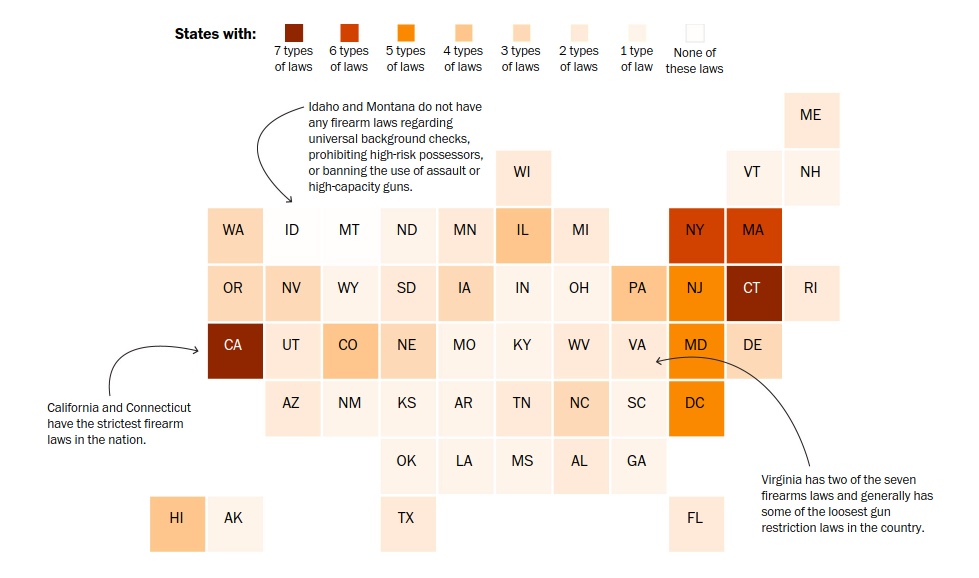 States with:
7 types
of laws
6 types
of laws
5 types
of laws
4 types
of laws
3 types
of laws
2 types
of laws
1 type
of law
None of
these laws
Idaho and Montana do not have
any firearm laws regarding
universal background checks,
prohibiting high-risk possessors,
or banning the use of assault or
high-capacity guns.
ME
WI
VT
NH
WA
ID
MT
ND
MN
IL
MI
NY
MA
OR
NV
WY
SD
IA
IN
OH
PA
NJ
CT
RI
CA
UT
CO
NE
MO
KY
WV
VA
MD
DE
AZ
NM
KS
AR
TN
NC
SC
DC
California and Connecticut
have the strictest firearm
laws in the nation.
OK
LA
MS
AL
GA
HI
AK
TX
FL
Virginia has two of the seven
firearms laws and generally has
some of the loosest gun
restriction laws in the country.